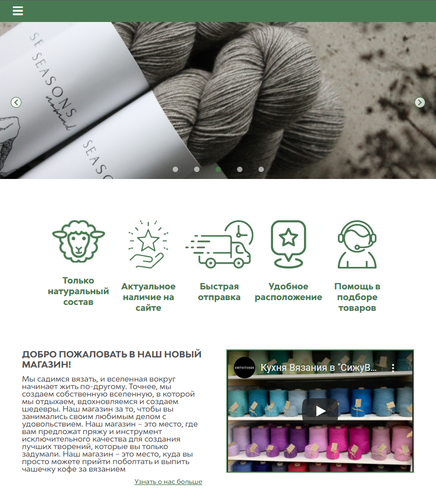 SE SEASONS
SEASONS
Только
натуральный
состав
Актуальное
наличие на
сайте
Быстрая
отправка
Удобное
расположение
Помощь в
подборе
товаров
ДОБРО ПОЖАЛОВАТЬ В НАШ НОВЫЙ
МАГАЗИН!
Мы садимся вязать, и вселенная вокруг
начинает жить по-другому. Точнее, мы
создаем собственную вселенную, в которой
мы отдыхаем, вдохновляемся и создаем
шедевры. Наш магазин за то, чтобы вы
занимались своим любимым делом с
удовольствием. Наш магазин – это место, где
вам предложат пряжу и инструмент
исключительного качества для создания
лучших творений, которые вы только
задумали. Наш магазин – это место, куда вы
просто можете прийти поболтать и выпить
чашечку кофе за вязанием
Узнать о нас больше
Кухня Вязания в "СижуВ...